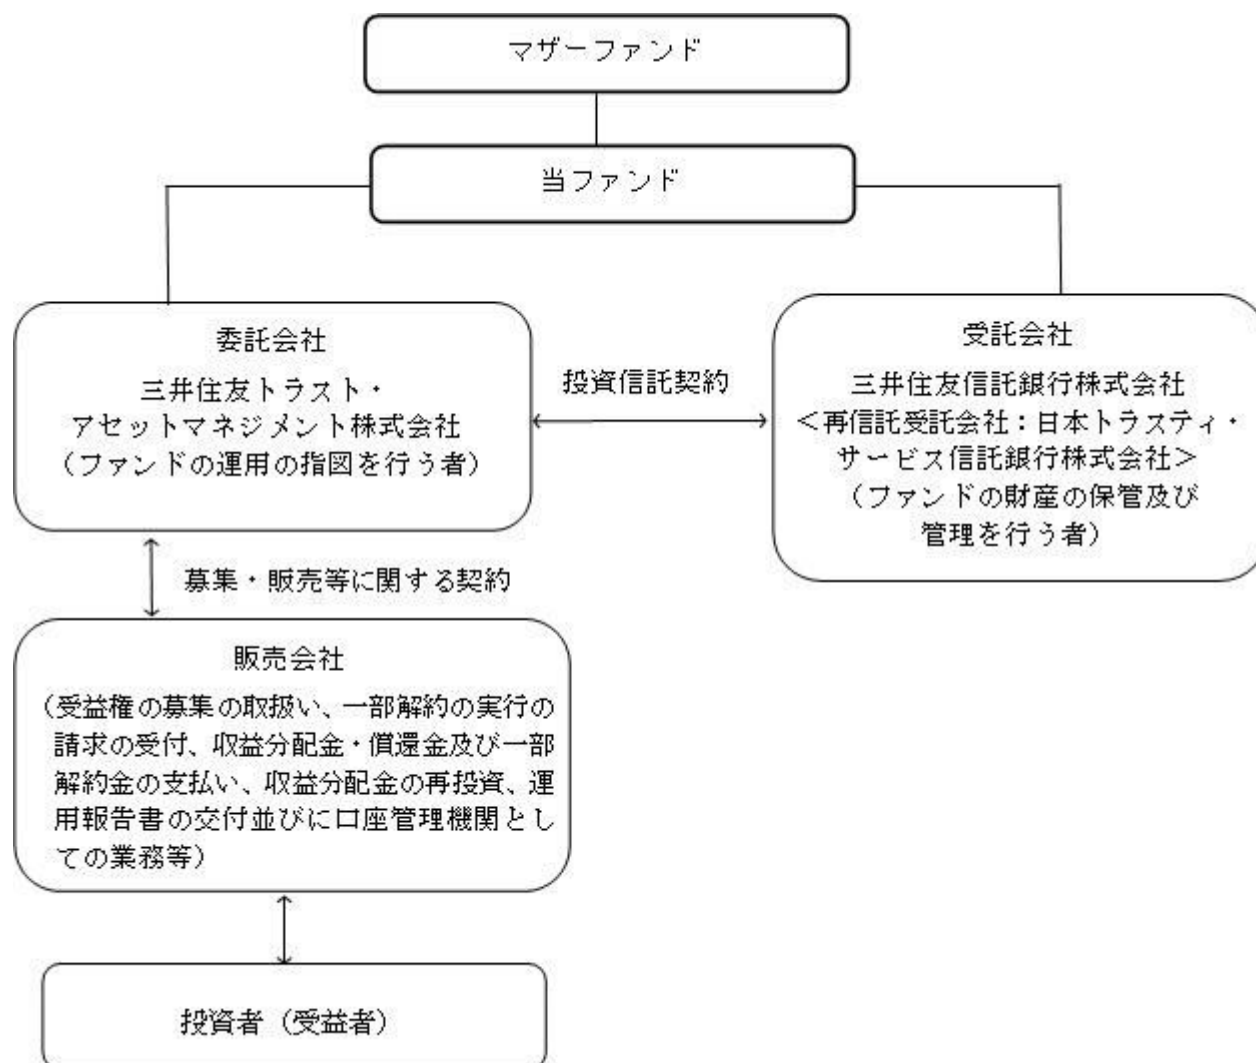 マザーファンド
当ファンド
委託会社
三井住友トラスト・
アセットマネジメント株式会社
（ファンドの運用の指図を行う者）
投資信託契約
受託会社
三井住友信託銀行株式会社
＜再信託受託会社：日本トラスティ・
サービス信託銀行株式会社＞
（ファンドの財産の保管及び
管理を行う者）
募集・販売等に関する契約
販売会社
（受益権の募集の取扱い、一部解約の実行の
請求の受付、収益分配金・償還金及び一部
解約金の支払い、収益分配金の再投資、運
用報告書の交付並びに口座管理機関とし
ての業務等）
投資者（受益者）